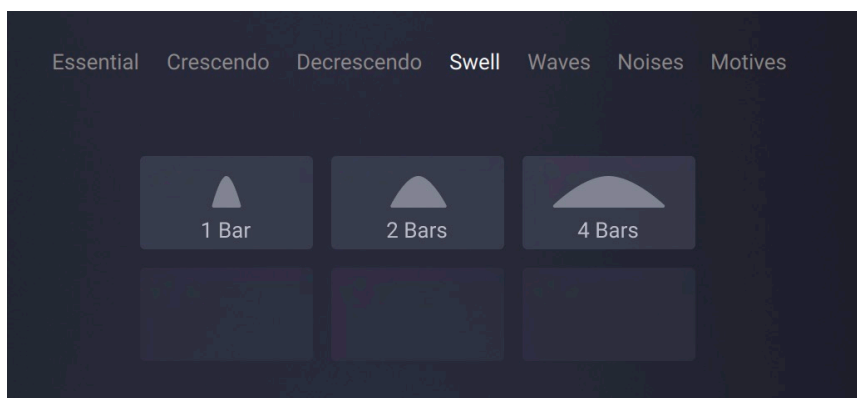 Essential Crescendo Decrescendo Swell Waves Noises Motives
1 Bar 2 Bars 4 Bars